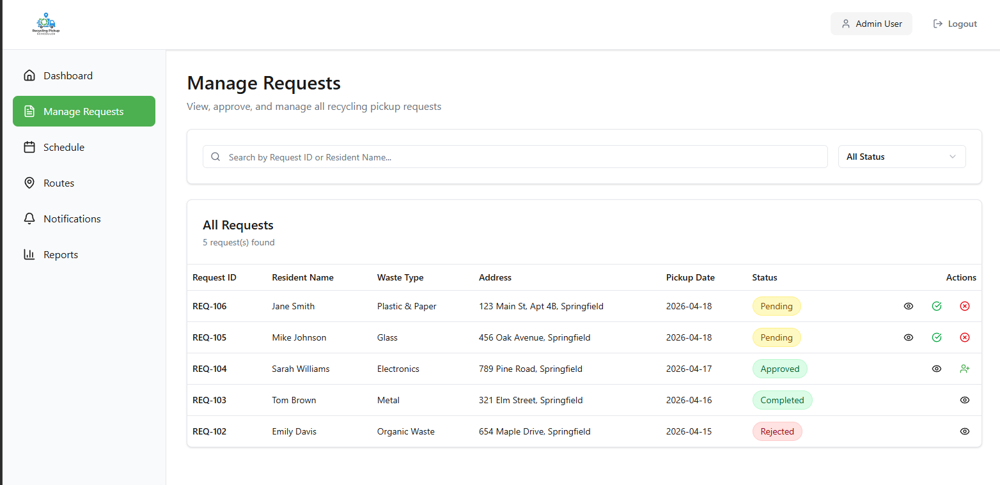 Recycling Pickup
SCHEDULER
Admin User
Logout
Dashboard
Manage Requests
Schedule
Routes
Notifications
Reports
Manage Requests
View, approve, and manage all recycling pickup requests
Search by Request ID or Resident Name...
All Status
All Requests
5 request(s) found
Request ID Resident Name Waste Type Address Pickup Date Status Actions
REQ-106 Jane Smith Plastic & Paper 123 Main St, Apt 4B, Springfield 2026-04-18 Pending
REQ-105 Mike Johnson Glass 456 Oak Avenue, Springfield 2026-04-18 Pending
REQ-104 Sarah Williams Electronics 789 Pine Road, Springfield 2026-04-17 Approved
REQ-103 Tom Brown Metal 321 Elm Street, Springfield 2026-04-16 Completed
REQ-102 Emily Davis Organic Waste 654 Maple Drive, Springfield 2026-04-15 Rejected